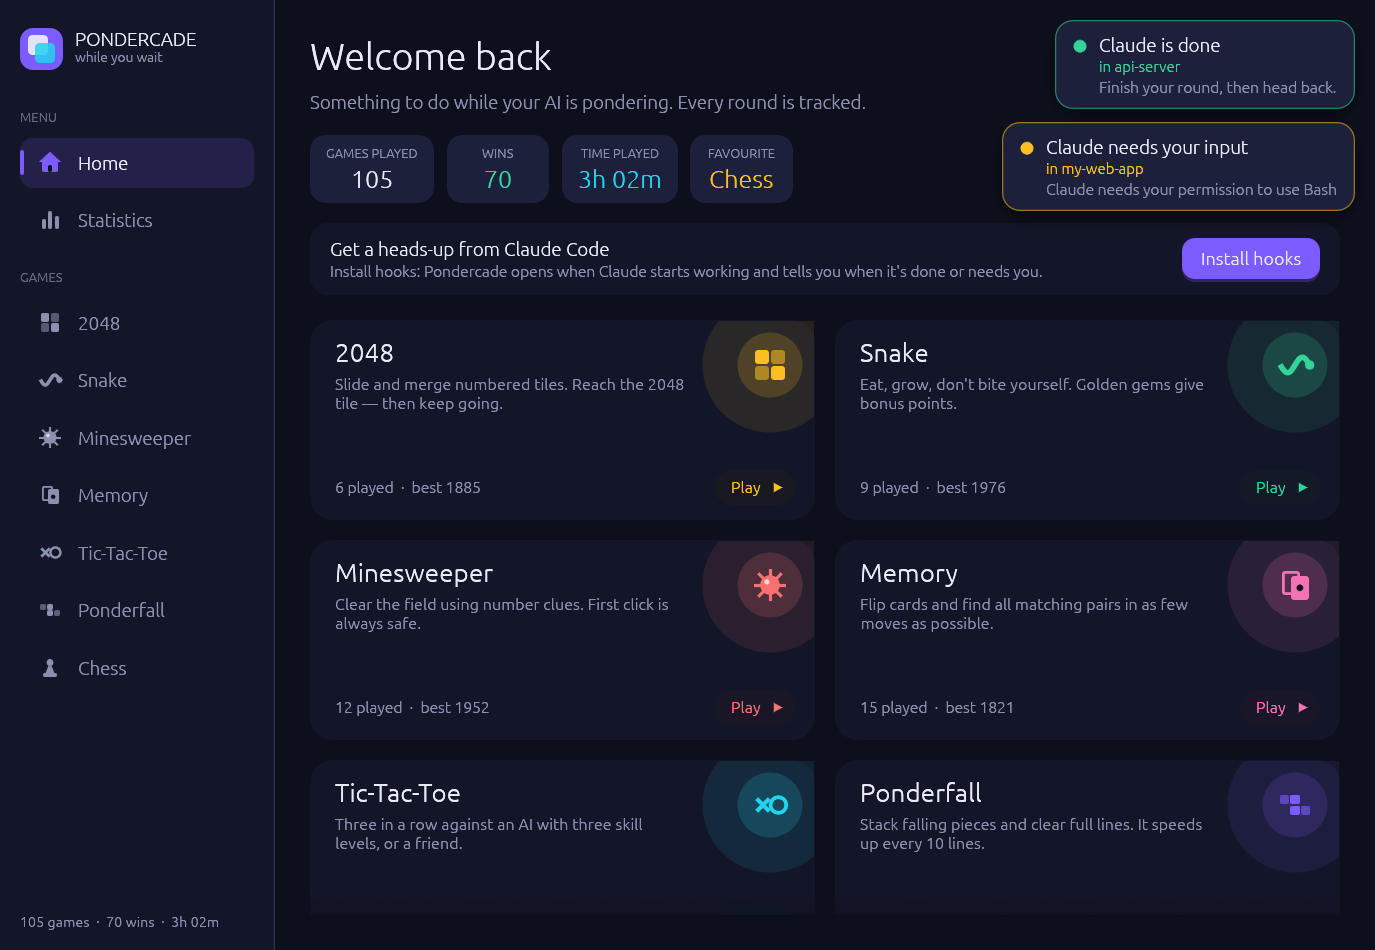 PONDERCADE
while you wait
MENU
Home
Statistics
GAMES
2048
Snake
Minesweeper
Memory
Tic-Tac-Toe
Ponderfall
Chess
105 games · 70 wins · 3h 02m
Welcome back
Something to do while your AI is pondering. Every round is tracked.
GAMES PLAYED
105
WINS
70
TIME PLAYED
3h 02m
FAVOURITE
Chess
Claude is done
in api-server
Finish your round, then head back.
Claude needs your input
in my-web-app
Claude needs your permission to use Bash
Get a heads-up from Claude Code
Install hooks: Pondercade opens when Claude starts working and tells you when it's done or needs you.
Install hooks
2048
Slide and merge numbered tiles. Reach the 2048
tile — then keep going.
6 played · best 1885
Play
Snake
Eat, grow, don't bite yourself. Golden gems give
bonus points.
9 played · best 1976
Play
Minesweeper
Clear the field using number clues. First click is
always safe.
12 played · best 1952
Play
Memory
Flip cards and find all matching pairs in as few
moves as possible.
15 played · best 1821
Play
Tic-Tac-Toe
Three in a row against an AI with three skill
levels, or a friend.
Ponderfall
Stack falling pieces and clear full lines. It speeds
up every 10 lines.